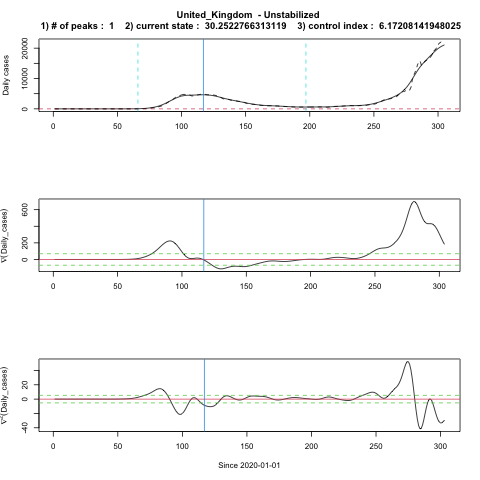 United_Kingdom - Unstabilized
1) # of peaks : 1 2) current state : 30.2522766313119 3) control index : 6.17208141948025
Daily cases
20000
10000
0
0 50 100 150 200 250 300
∇(Daily_cases)
600
200
0
0 50 100 150 200 250 300
∇²(Daily_cases)
20
0
-40
0 50 100 150 200 250 300
Since 2020-01-01